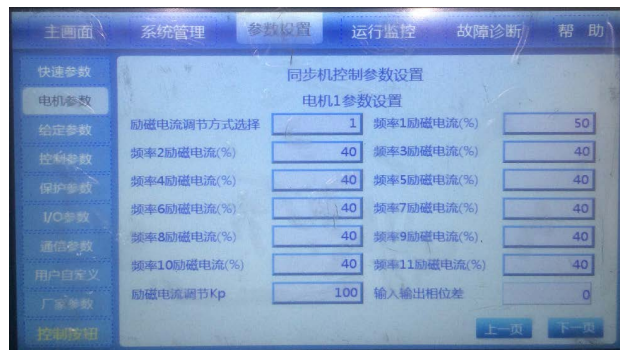 主画面 系统管理 参数设置 运行监控 故障诊断 帮 助
快速参数
电机参数
给定参数
控制参数
保护参数
I/O参数
通信参数
用户自定义
厂家参数
控制按钮
同步机控制参数设置
电机1参数设置
励磁电流调节方式选择 1 频率1励磁电流(%) 50
频率2励磁电流(%) 40 频率3励磁电流(%) 40
频率4励磁电流(%) 40 频率5励磁电流(%) 40
频率6励磁电流(%) 40 频率7励磁电流(%) 40
频率8励磁电流(%) 40 频率9励磁电流(%) 40
频率10励磁电流(%) 40 频率11励磁电流(%) 40
励磁电流调节Kp 100 输入输出相位差 0
上一页 下一页